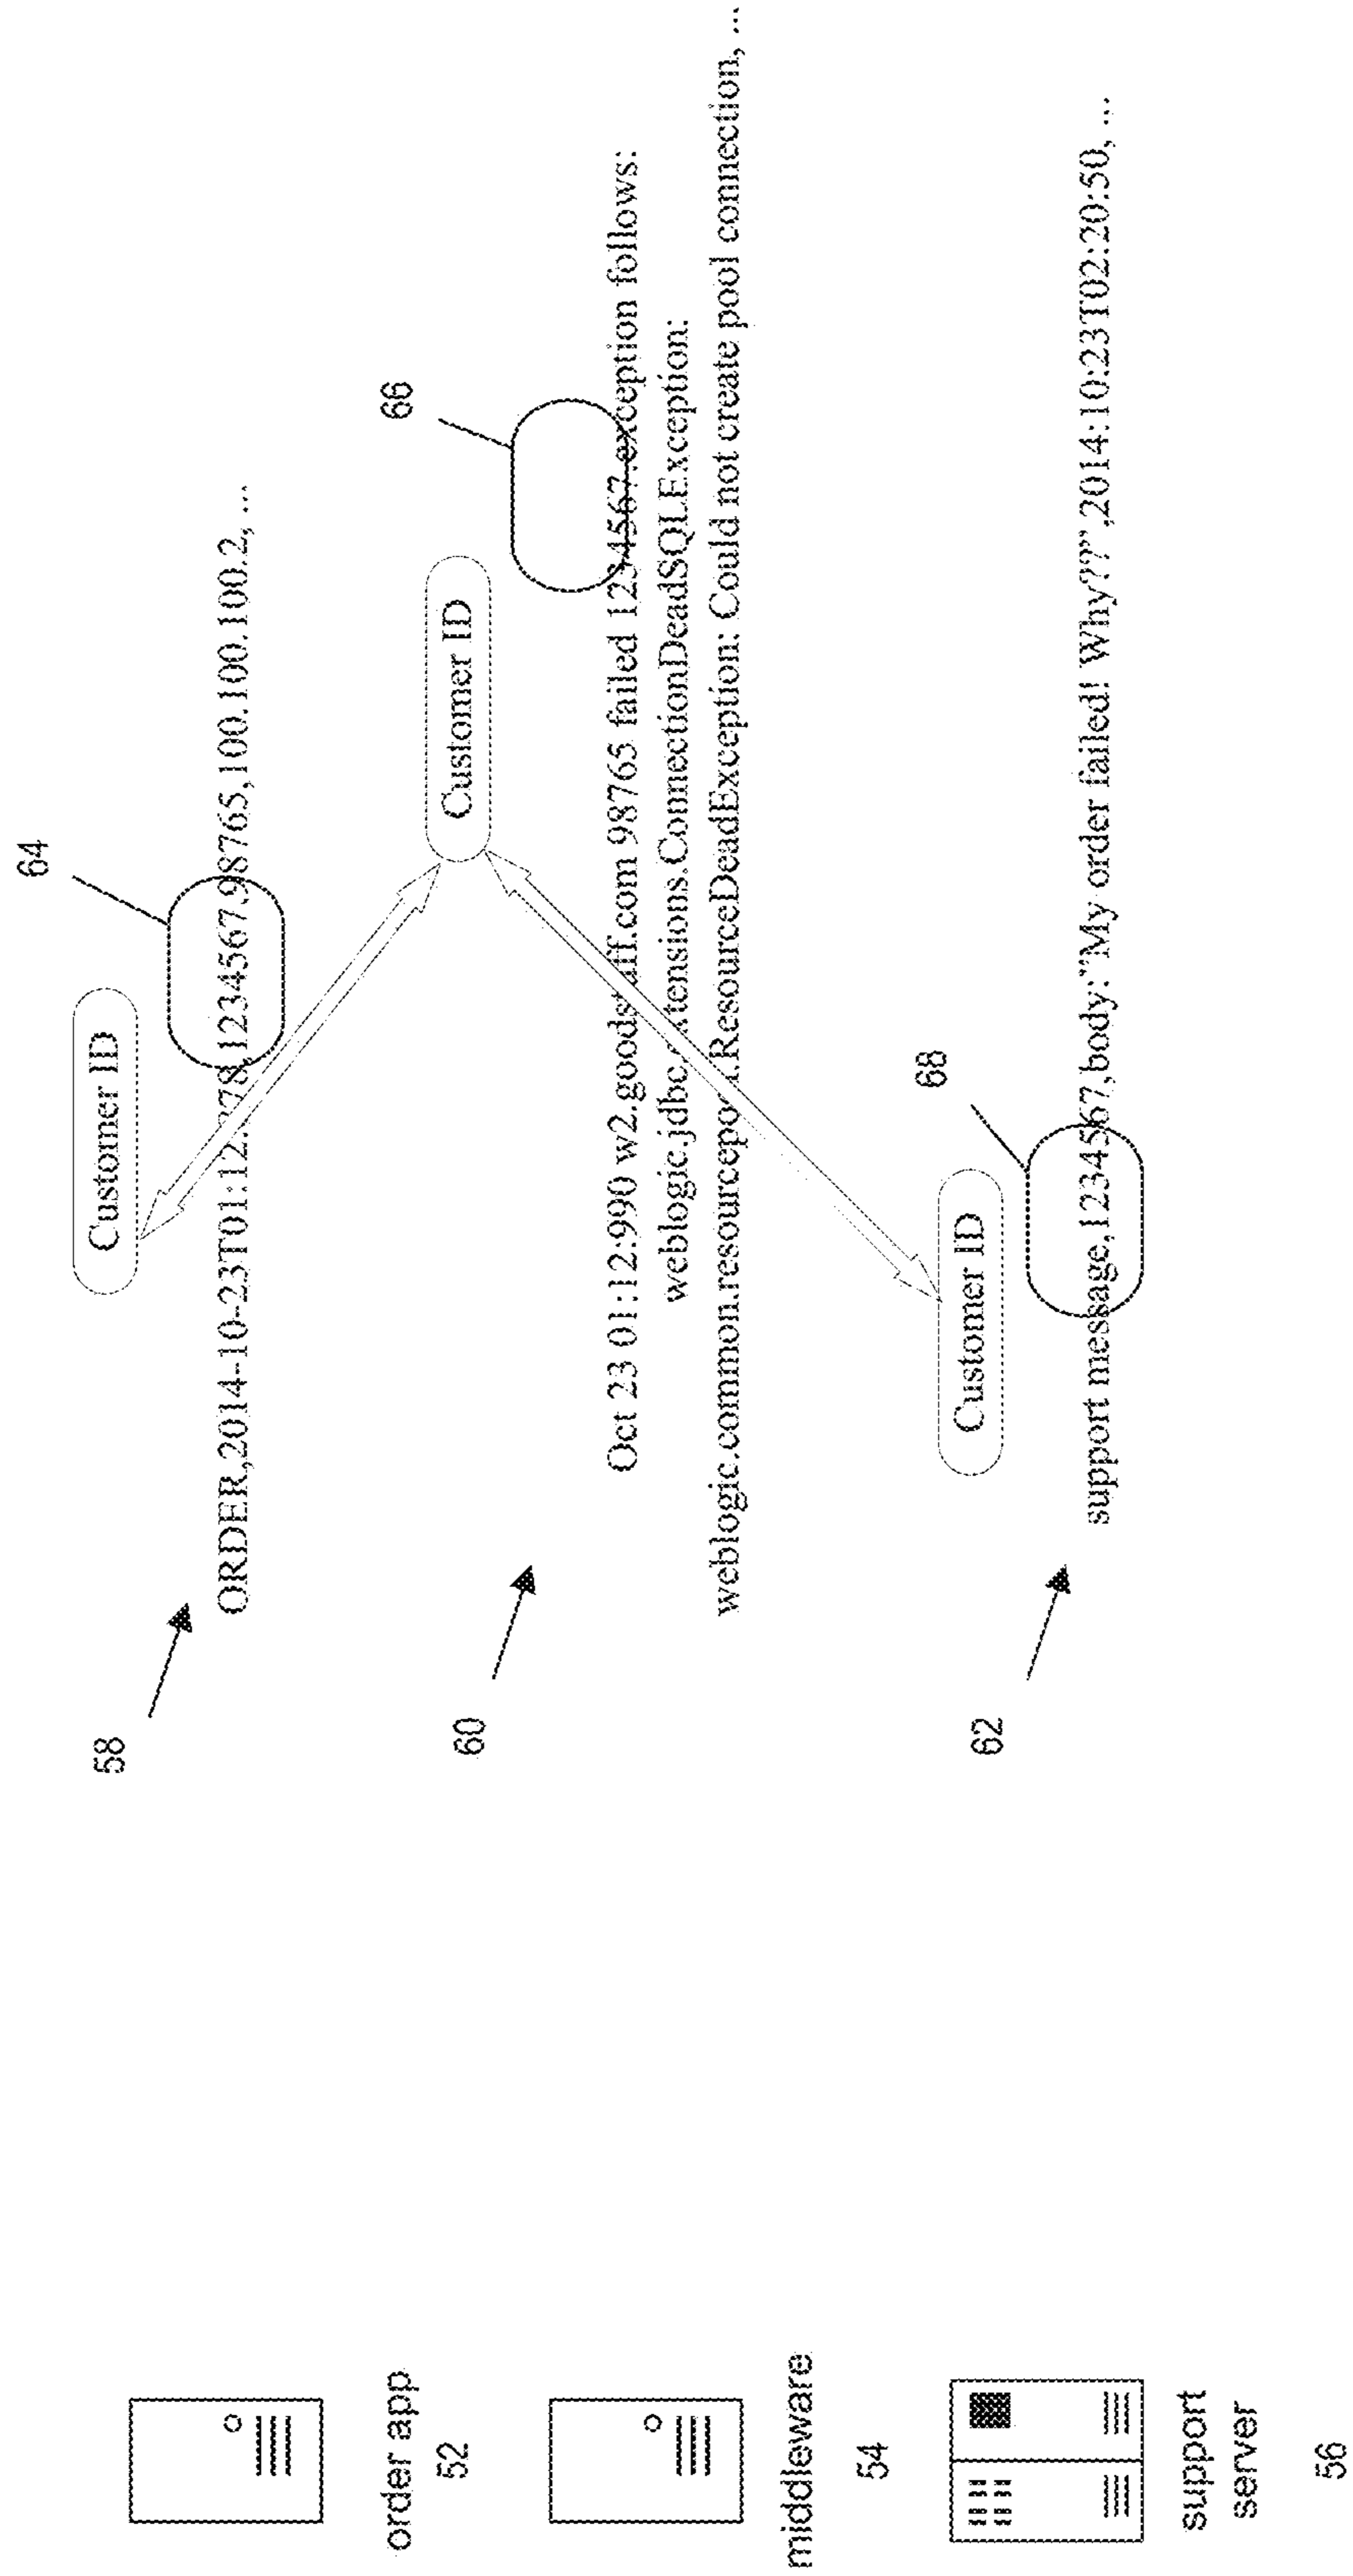 64
Customer ID
58
ORDER,2014-10-23T01:12:278,1234567,98765,100.100.100.2, ...
order app
52
66
Customer ID
60
Oct 23 01:12:990 w2.goodstuff.com 98765 failed 1234567.exception follows:
weblogic.jdbc.extensions.ConnectionDeadSQLException:
weblogic.common.resourcepool.ResourceDeadException: Could not create pool connection, ...
middleware
54
68
Customer ID
62
support message,1234567,body:"My order failed! Why??",2014:10:23T02:20:50, ...
support
server
56